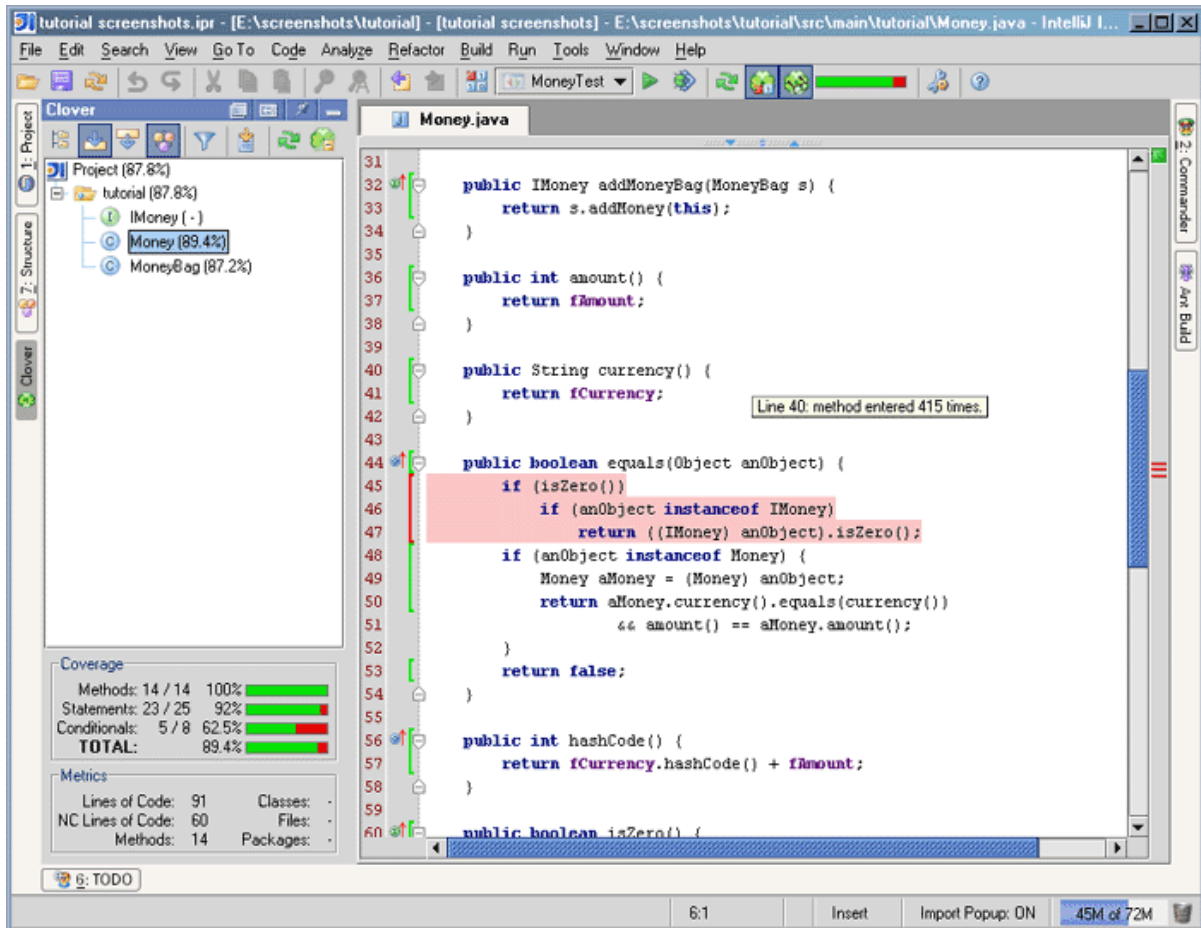 tutorial screenshots.ipr - [E:\screenshots\tutorial] - [tutorial screenshots] - E:\screenshots\tutorial\src\main\tutorial\Money.java - IntelliJ I...
File Edit Search View Go To Code Analyze Refactor Build Run Tools Window Help
MoneyTest
1: Project
7: Structure
Clover
Clover
Project (87.8%)
tutorial (87.8%)
I IMoney ( - )
C Money (89.4%)
C MoneyBag (87.2%)
Coverage
Methods: 14 / 14 100%
Statements: 23 / 25 92%
Conditionals: 5 / 8 62.5%
TOTAL: 89.4%
Metrics
Lines of Code: 91 Classes: -
NC Lines of Code: 60 Files: -
Methods: 14 Packages: -
J Money.java
31
32 public IMoney addMoneyBag(MoneyBag s) {
33 return s.addMoney(this);
34 }
35
36 public int amount() {
37 return fAmount;
38 }
39
40 public String currency() {
41 return fCurrency;
Line 40: method entered 415 times.
42 }
43
44 public boolean equals(Object anObject) {
45 if (isZero())
46 if (anObject instanceof IMoney)
47 return ((IMoney) anObject).isZero();
48 if (anObject instanceof Money) {
49 Money aMoney = (Money) anObject;
50 return aMoney.currency().equals(currency())
51 && amount() == aMoney.amount();
52 }
53 return false;
54 }
55
56 public int hashCode() {
57 return fCurrency.hashCode() + fAmount;
58 }
59
60 public boolean isZero() {
2: Commander
Ant Build
6: TODO
6:1 Insert Import Popup: ON 45M of 72M